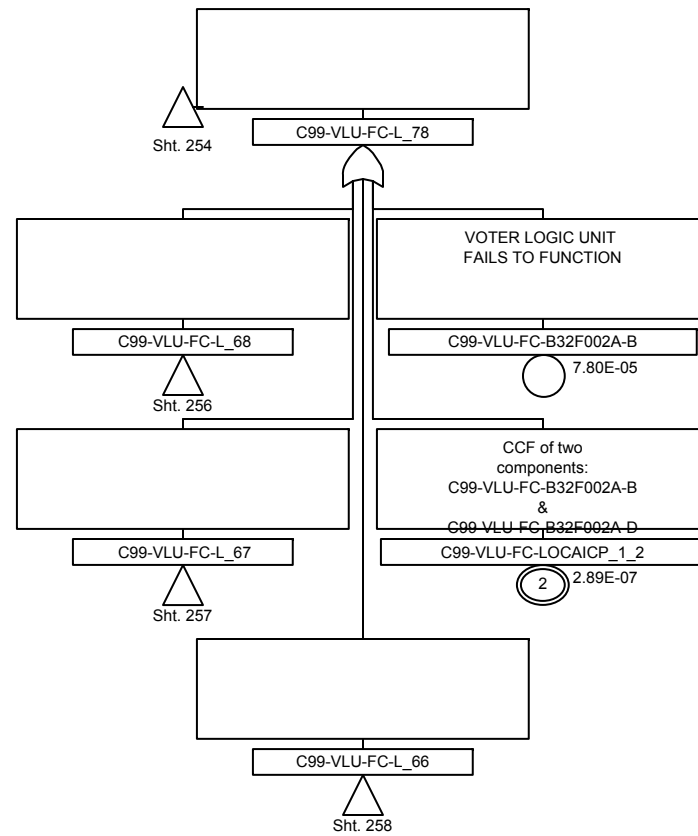 Sht. 254
C99-VLU-FC-L_78
C99-VLU-FC-L_68
Sht. 256
VOTER LOGIC UNIT
FAILS TO FUNCTION
C99-VLU-FC-B32F002A-B
7.80E-05
C99-VLU-FC-L_67
Sht. 257
CCF of two
components:
C99-VLU-FC-B32F002A-B
&
C99-VLU-FC-B32F002A-D
C99-VLU-FC-LOCAICP_1_2
2
2.89E-07
C99-VLU-FC-L_66
Sht. 258